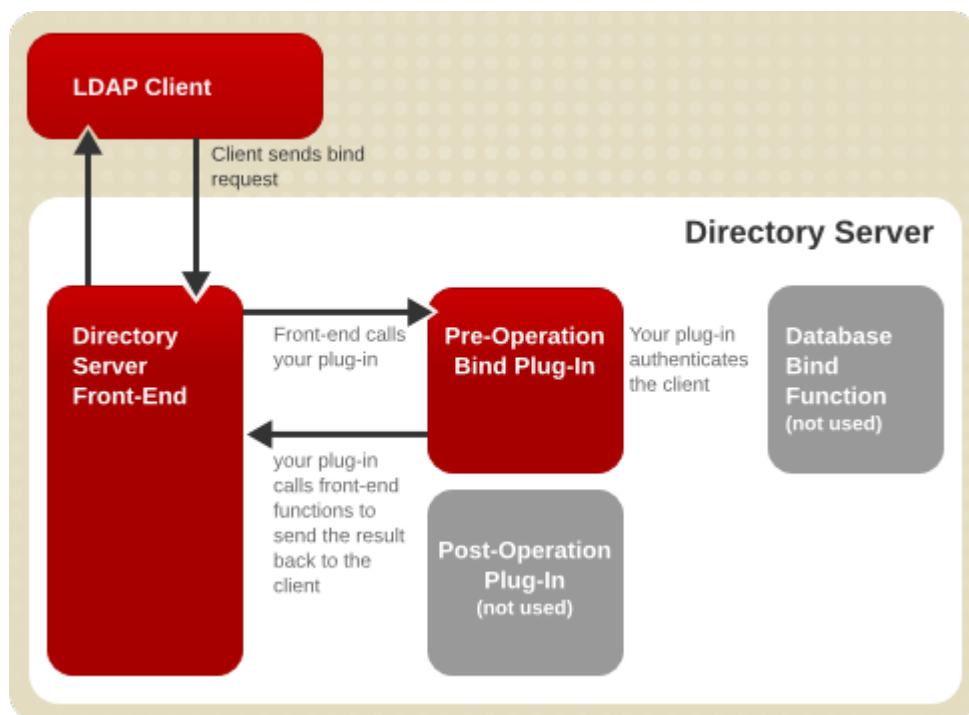 LDAP Client
Client sends bind
request
Directory Server
Directory
Server
Front-End
Front-end calls
your plug-in
Pre-Operation
Bind Plug-In
Your plug-in
authenticates
the client
Database
Bind
Function
(not used)
your plug-in
calls front-end
functions to
send the result
back to the
client
Post-Operation
Plug-In
(not used)